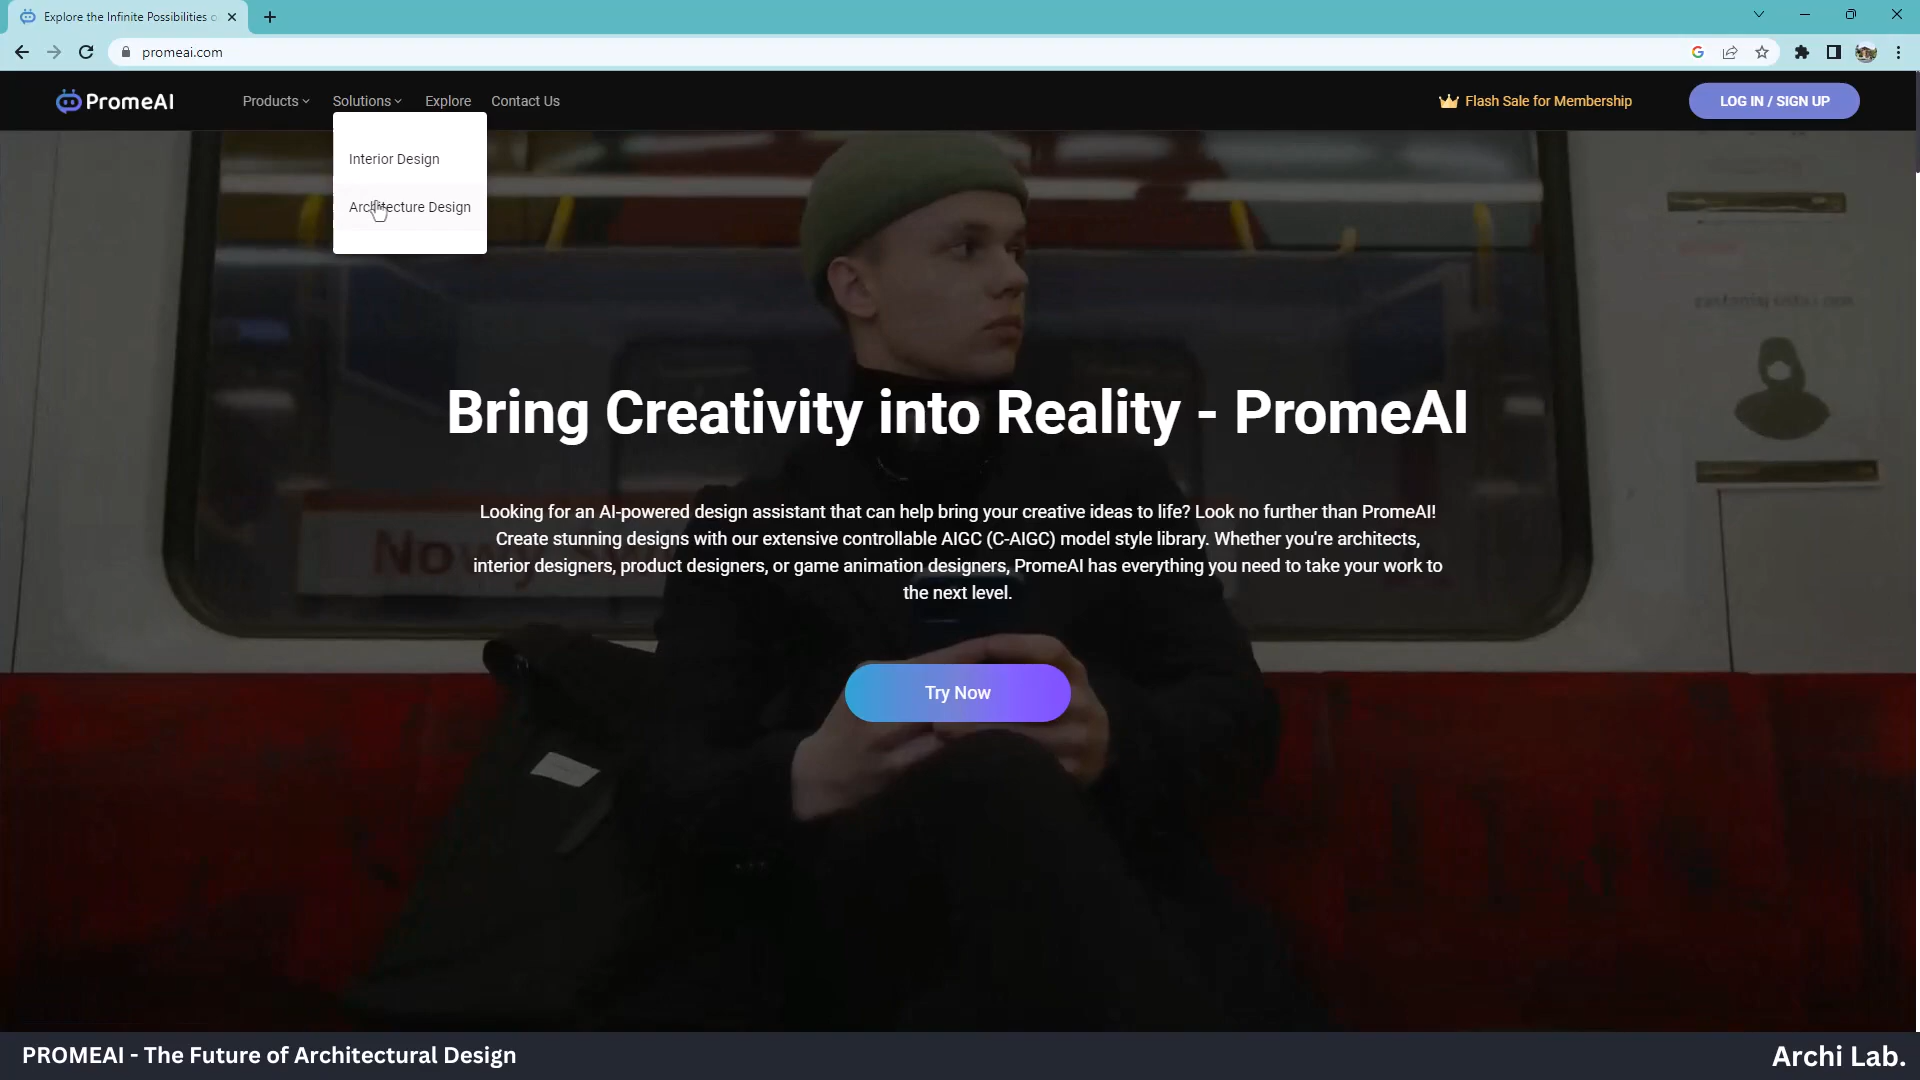 Explore the Infinite Possibilities o
promeai.com
PromeAI
Products
Solutions
Explore
Contact Us
Flash Sale for Membership
LOG IN / SIGN UP
Interior Design
Architecture Design
Bring Creativity into Reality - PromeAI
Looking for an AI-powered design assistant that can help bring your creative ideas to life? Look no further than PromeAI!
Create stunning designs with our extensive controllable AIGC (C-AIGC) model style library. Whether you're architects,
interior designers, product designers, or game animation designers, PromeAI has everything you need to take your work to
the next level.
Try Now
PROMEAI - The Future of Architectural Design
Archi Lab.